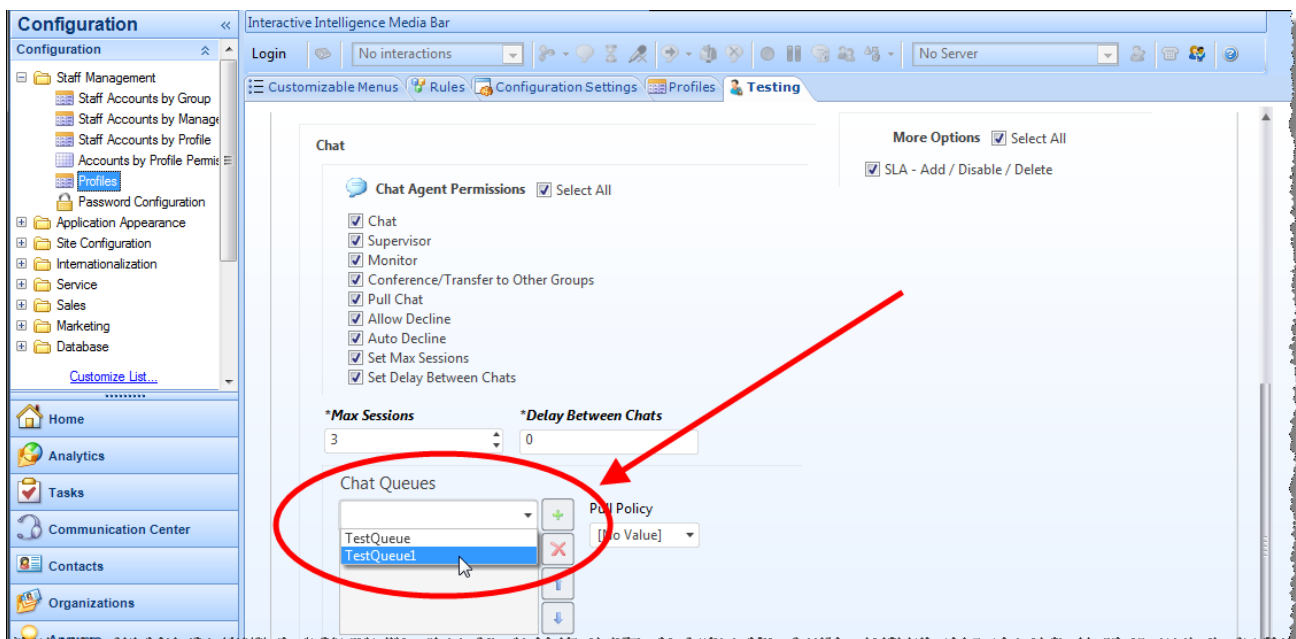 Configuration «
Interactive Intelligence Media Bar
Configuration
Login No interactions No Server
Customizable Menus Rules Configuration Settings Profiles Testing
Staff Management
Staff Accounts by Group
Staff Accounts by Manage
Staff Accounts by Profile
Accounts by Profile Permis
Profiles
Password Configuration
Application Appearance
Site Configuration
Internationalization
Service
Sales
Marketing
Database
Customize List...
Home
Analytics
Tasks
Communication Center
Contacts
Organizations
Chat
Chat Agent Permissions Select All
Chat
Supervisor
Monitor
Conference/Transfer to Other Groups
Pull Chat
Allow Decline
Auto Decline
Set Max Sessions
Set Delay Between Chats
*Max Sessions *Delay Between Chats
3 0
Chat Queues
Pull Policy
[No Value]
TestQueue
TestQueue1
More Options Select All
SLA - Add / Disable / Delete